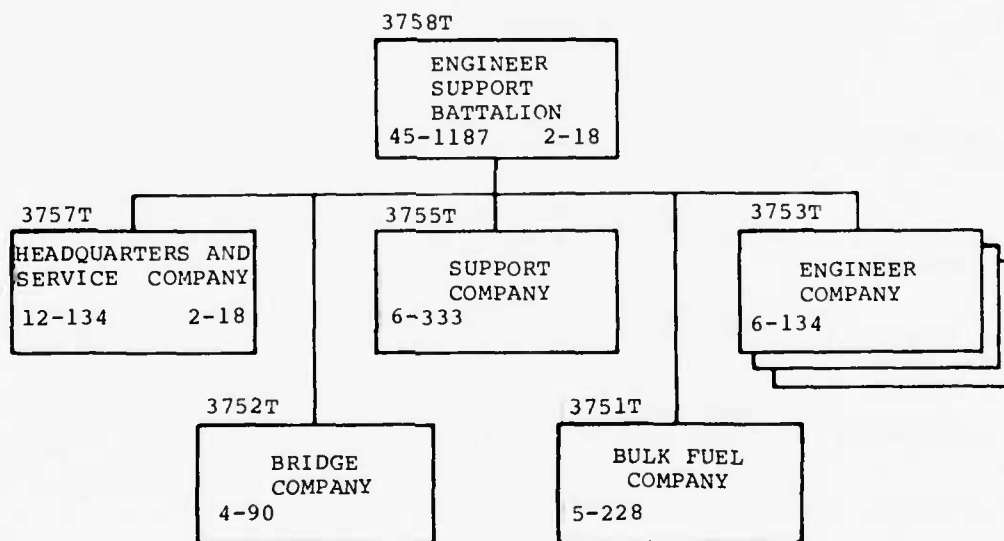 3758T
ENGINEER
SUPPORT
BATTALION
45-1187 2-18
3757T
HEADQUARTERS AND
SERVICE COMPANY
12-134 2-18
3755T
SUPPORT
COMPANY
6-333
3753T
ENGINEER
COMPANY
6-134
3752T
BRIDGE
COMPANY
4-90
3751T
BULK FUEL
COMPANY
5-228